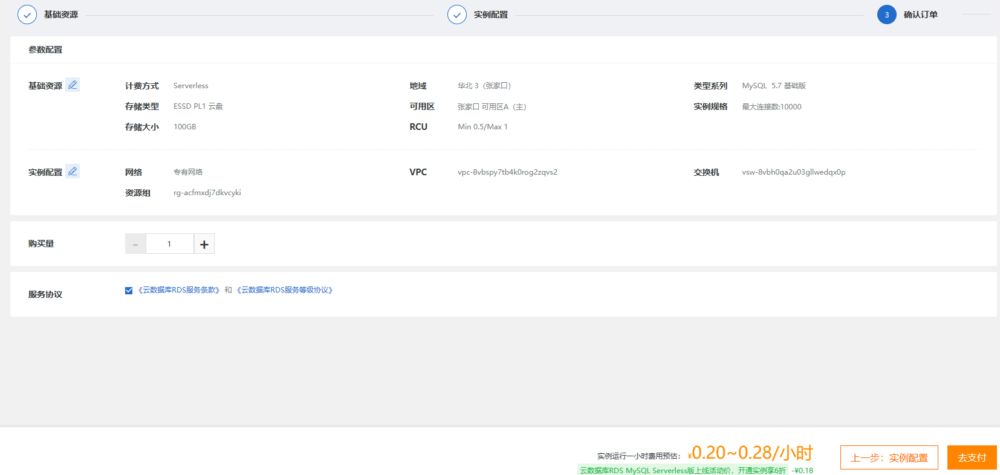 基础资源
实例配置
3 确认订单
参数配置
基础资源 计费方式 Serverless 地域 华北 3（张家口） 类型系列 MySQL 5.7 基础版
存储类型 ESSD PL1 云盘 可用区 张家口 可用区A（主） 实例规格 最大连接数:10000
存储大小 100GB RCU Min 0.5/Max 1
实例配置 网络 专有网络 VPC vpc-8vbspy7tb4k0rog2zqvs2 交换机 vsw-8vbh0qa2u03gllwedqx0p
资源组 rg-acfmxdj7dkvcyki
购买量 - 1 +
服务协议 《云数据库RDS服务条款》 和 《云数据库RDS服务等级协议》
实例运行一小时费用预估： ¥0.20~0.28/小时
云数据库RDS MySQL Serverless版上线活动价，开通实例享6折 -¥0.18
上一步：实例配置
去支付